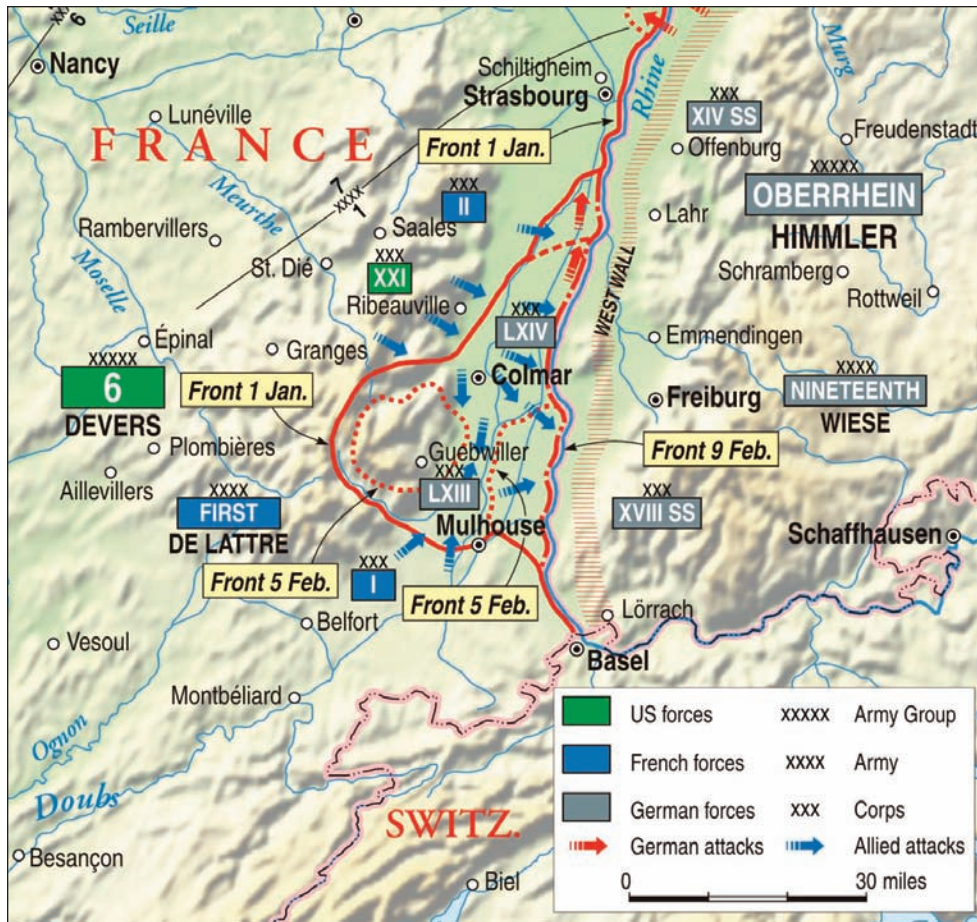 XXX
6
Seille
Nancy
Schiltigheim
Strasbourg
Rhine
Murg
XXX
XIV SS
Lunéville
Freudenstadt
FRANCE
Front 1 Jan.
Offenburg
XXXXX
OBERRHEIN
HIMMLER
Meurthe
7
XXXX
1
XXX
II
Rambervillers
Saales
Lahr
Moselle
St. Dié
XXX
XXI
Schramberg
Rottweil
WEST WALL
Ribeauville
XXX
LXIV
Emmendingen
Épinal
Granges
XXXXX
6
DEVERS
Front 1 Jan.
Colmar
Freiburg
XXXX
NINETEENTH
WIESE
Plombières
Front 9 Feb.
Aillevillers
Guebwiller
XXX
LXIII
XXX
XVIII SS
XXXX
FIRST
DE LATTRE
Mulhouse
Schaffhausen
Front 5 Feb.
XXX
I
Front 5 Feb.
Belfort
Lörrach
Vesoul
Basel
Montbéliard
Ognon
Doubs
SWITZ.
Besançon
Biel
US forces
XXXXX Army Group
French forces
XXXX Army
German forces
XXX Corps
German attacks
Allied attacks
0 30 miles